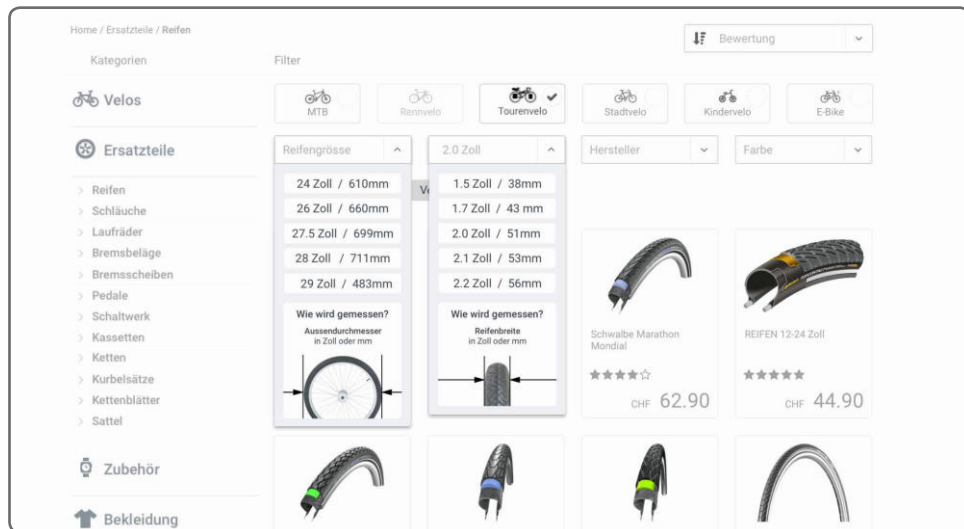 Home / Ersatzteile / Reifen
Bewertung
Kategorien
Filter
Velos
MTB
Rennvelo
Tourenvelo
Stadtvelo
Kindervelo
E-Bike
Ersatzteile
Reifengrösse
2.0 Zoll
Hersteller
Farbe
> Reifen
> Schläuche
> Laufräder
> Bremsbeläge
> Bremsscheiben
> Pedale
> Schaltwerk
> Kassetten
> Ketten
> Kurbelsätze
> Kettenblätter
> Sattel
24 Zoll / 610mm
26 Zoll / 660mm
27.5 Zoll / 699mm
28 Zoll / 711mm
29 Zoll / 483mm
Wie wird gemessen?
Aussendurchmesser
in Zoll oder mm
1.5 Zoll / 38mm
1.7 Zoll / 43 mm
2.0 Zoll / 51mm
2.1 Zoll / 53mm
2.2 Zoll / 56mm
Wie wird gemessen?
Reifenbreite
in Zoll oder mm
Schwalbe Marathon
Mondial
CHF 62.90
REIFEN 12-24 Zoll
CHF 44.90
Zubehör
Bekleidung